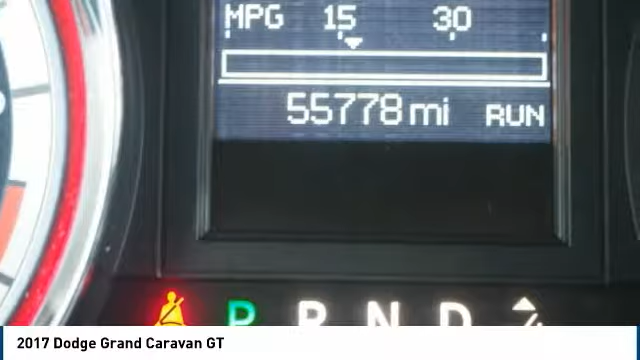 MPG 15 30
55778 mi RUN
P R N D
2017 Dodge Grand Caravan GT